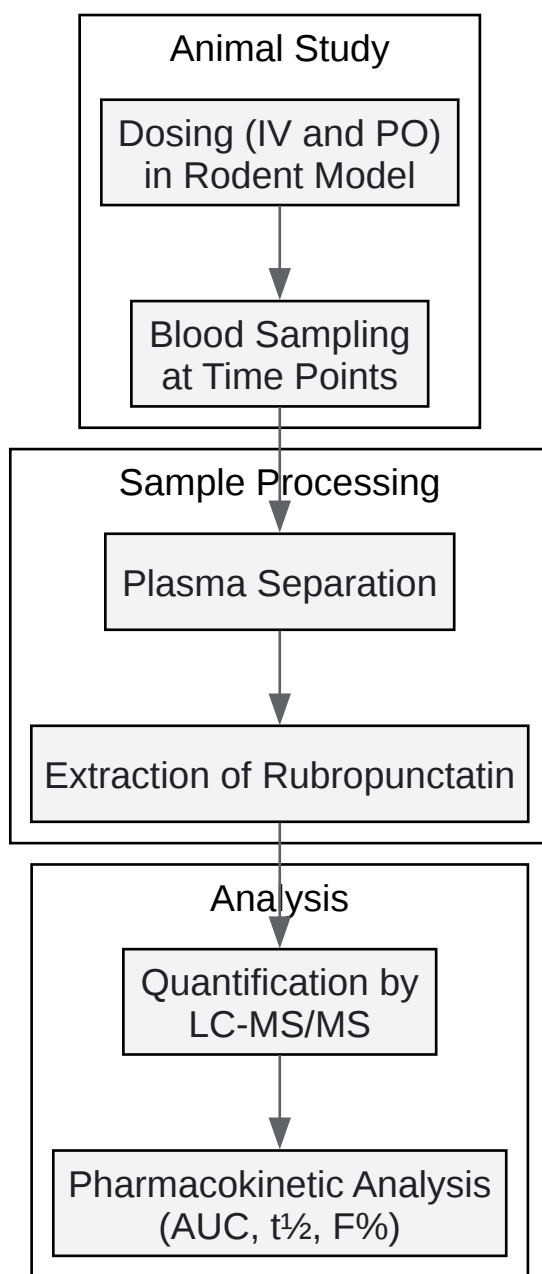 Animal Study
Dosing (IV and PO)
in Rodent Model
Blood Sampling
at Time Points
Sample Processing
Plasma Separation
Extraction of Rubropunctatin
Analysis
Quantification by
LC-MS/MS
Pharmacokinetic Analysis
(AUC, t½, F%)